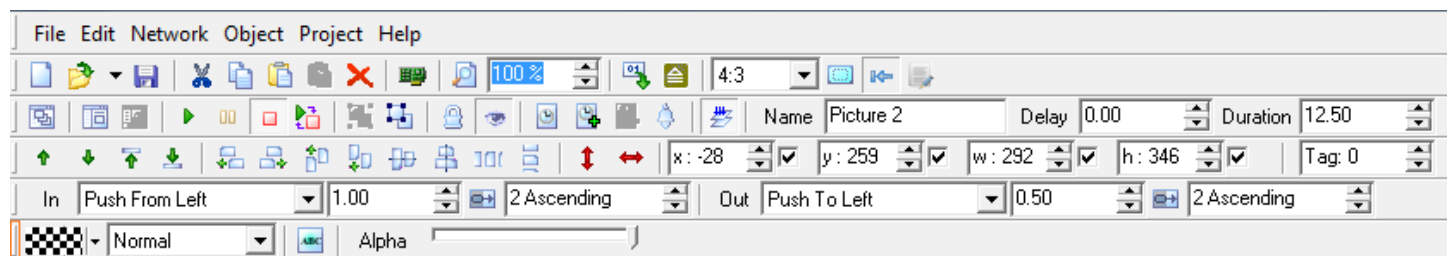 File Edit Network Object Project Help
100 % 01 4:3
Name Picture 2 Delay 0.00 Duration 12.50
x : -28 y : 259 w : 292 h : 346 Tag: 0
In Push From Left 1.00 2 Ascending Out Push To Left 0.50 2 Ascending
Normal ABC Alpha